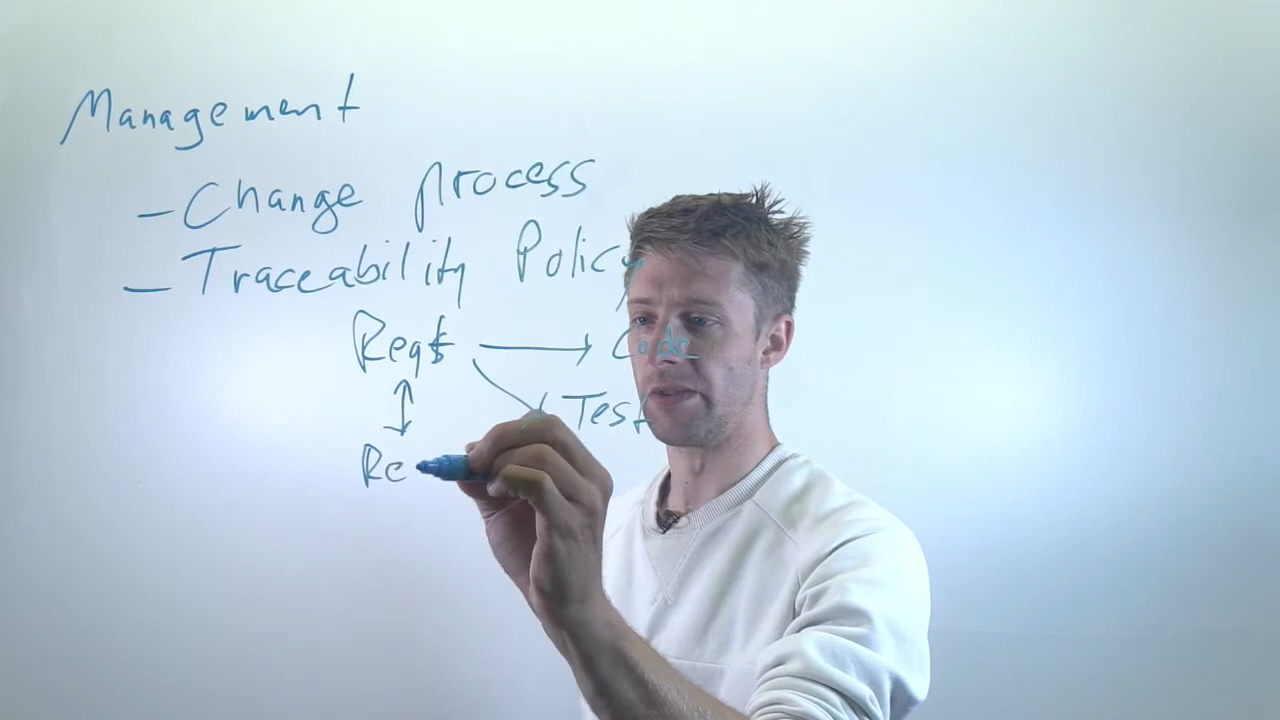 Management
- Change process
- Traceability Policy
Reqs → Code
Test
Re